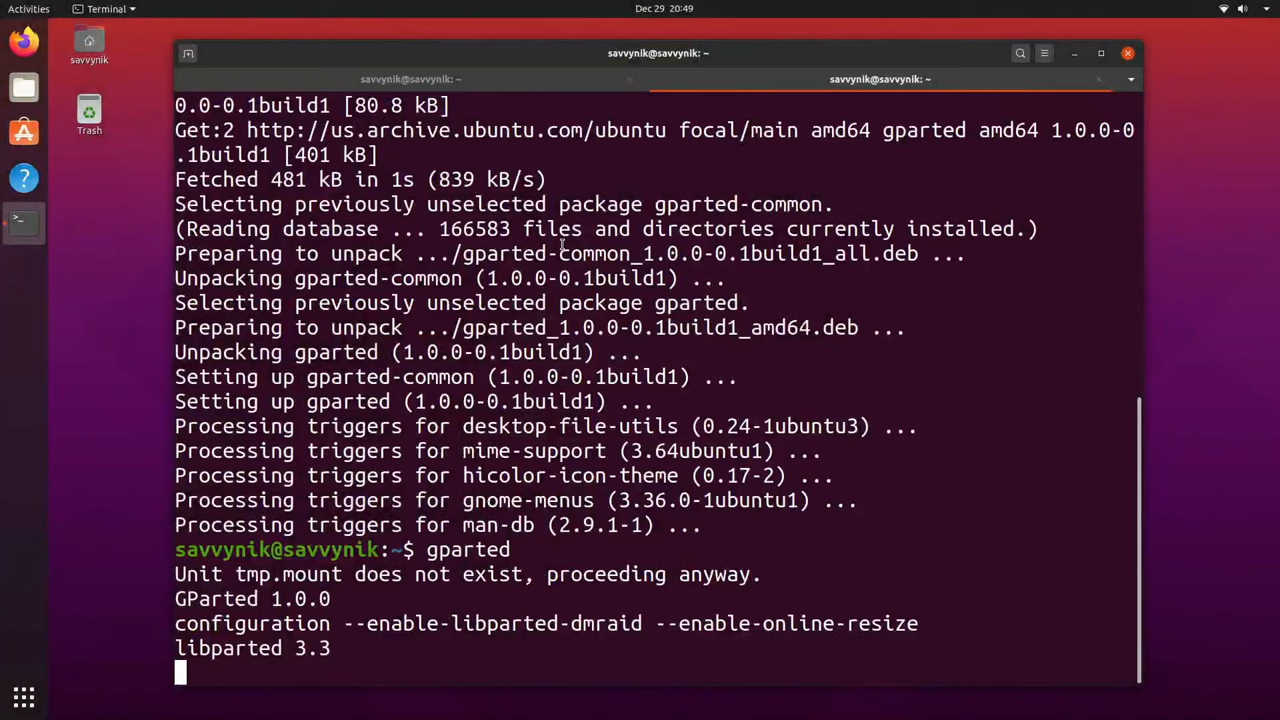 Activities
Terminal
Dec 29 20:49
savvynik
Trash
savvynik@savvynik: ~
savvynik@savvynik: ~
savvynik@savvynik: ~
0.0-0.1build1 [80.8 kB]
Get:2 http://us.archive.ubuntu.com/ubuntu focal/main amd64 gparted amd64 1.0.0-0
.1build1 [401 kB]
Fetched 481 kB in 1s (839 kB/s)
Selecting previously unselected package gparted-common.
(Reading database ... 166583 files and directories currently installed.)
Preparing to unpack .../gparted-common_1.0.0-0.1build1_all.deb ...
Unpacking gparted-common (1.0.0-0.1build1) ...
Selecting previously unselected package gparted.
Preparing to unpack .../gparted_1.0.0-0.1build1_amd64.deb ...
Unpacking gparted (1.0.0-0.1build1) ...
Setting up gparted-common (1.0.0-0.1build1) ...
Setting up gparted (1.0.0-0.1build1) ...
Processing triggers for desktop-file-utils (0.24-1ubuntu3) ...
Processing triggers for mime-support (3.64ubuntu1) ...
Processing triggers for hicolor-icon-theme (0.17-2) ...
Processing triggers for gnome-menus (3.36.0-1ubuntu1) ...
Processing triggers for man-db (2.9.1-1) ...
savvynik@savvynik:~$ gparted
Unit tmp.mount does not exist, proceeding anyway.
GParted 1.0.0
configuration --enable-libparted-dmraid --enable-online-resize
libparted 3.3